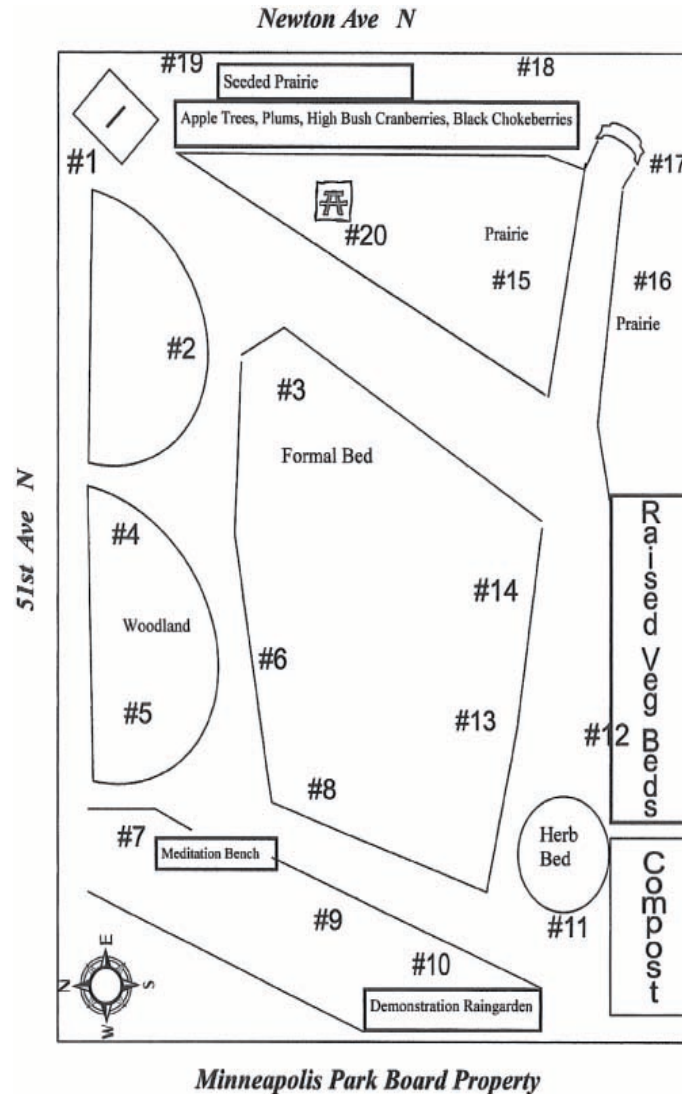 Newton Ave N
#19
#18
Seeded Prairie
Apple Trees, Plums, High Bush Cranberries, Black Chokeberries
#1
#17
#20
Prairie
#15
#16
Prairie
#2
#3
Formal Bed
51st Ave N
#4
Woodland
#5
#6
#14
#13
#12
Raised Veg Beds
#8
#7
Meditation Bench
Herb Bed
#11
Compost
#9
#10
Demonstration Raingarden
E
N
S
W
Minneapolis Park Board Property